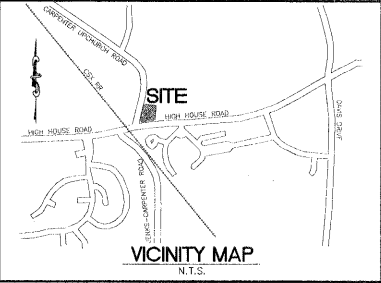 CARPENTER UPCHURCH ROAD
CSX RR
SITE
HIGH HOUSE ROAD
HIGH HOUSE ROAD
DAVIS DRIVE
JENKS-CARPENTER ROAD
VICINITY MAP
N.T.S.